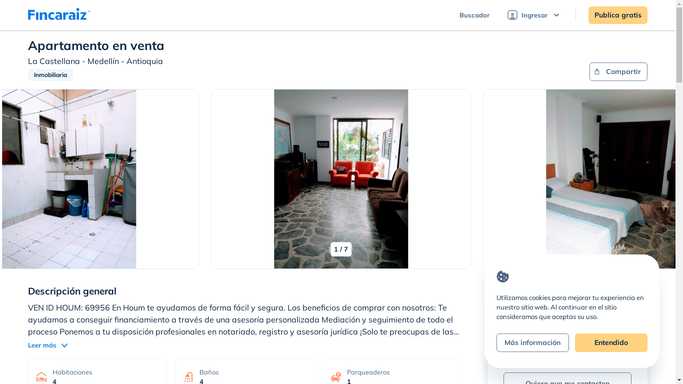 Fincaraiz
Buscador
Ingresar
Publica gratis
Apartamento en venta
La Castellana - Medellín - Antioquia
Inmobiliaria
Compartir
1 / 7
Descripción general
VEN ID HOUM: 69956 En Houm te ayudamos de forma fácil y segura. Los beneficios de comprar con nosotros: Te
ayudamos a conseguir financiamiento a través de una asesoría personalizada Mediación y seguimiento de todo el
proceso Ponemos a tu disposición profesionales en notariado, registro y asesoría jurídica ¡Solo te preocupas de las...
Leer más
Habitaciones
4
Baños
4
Parqueaderos
1
Utilizamos cookies para mejorar tu experiencia en
nuestro sitio web. Al continuar en el sitio
consideramos que aceptas su uso.
Más información
Entendido
Quiero que me contacten